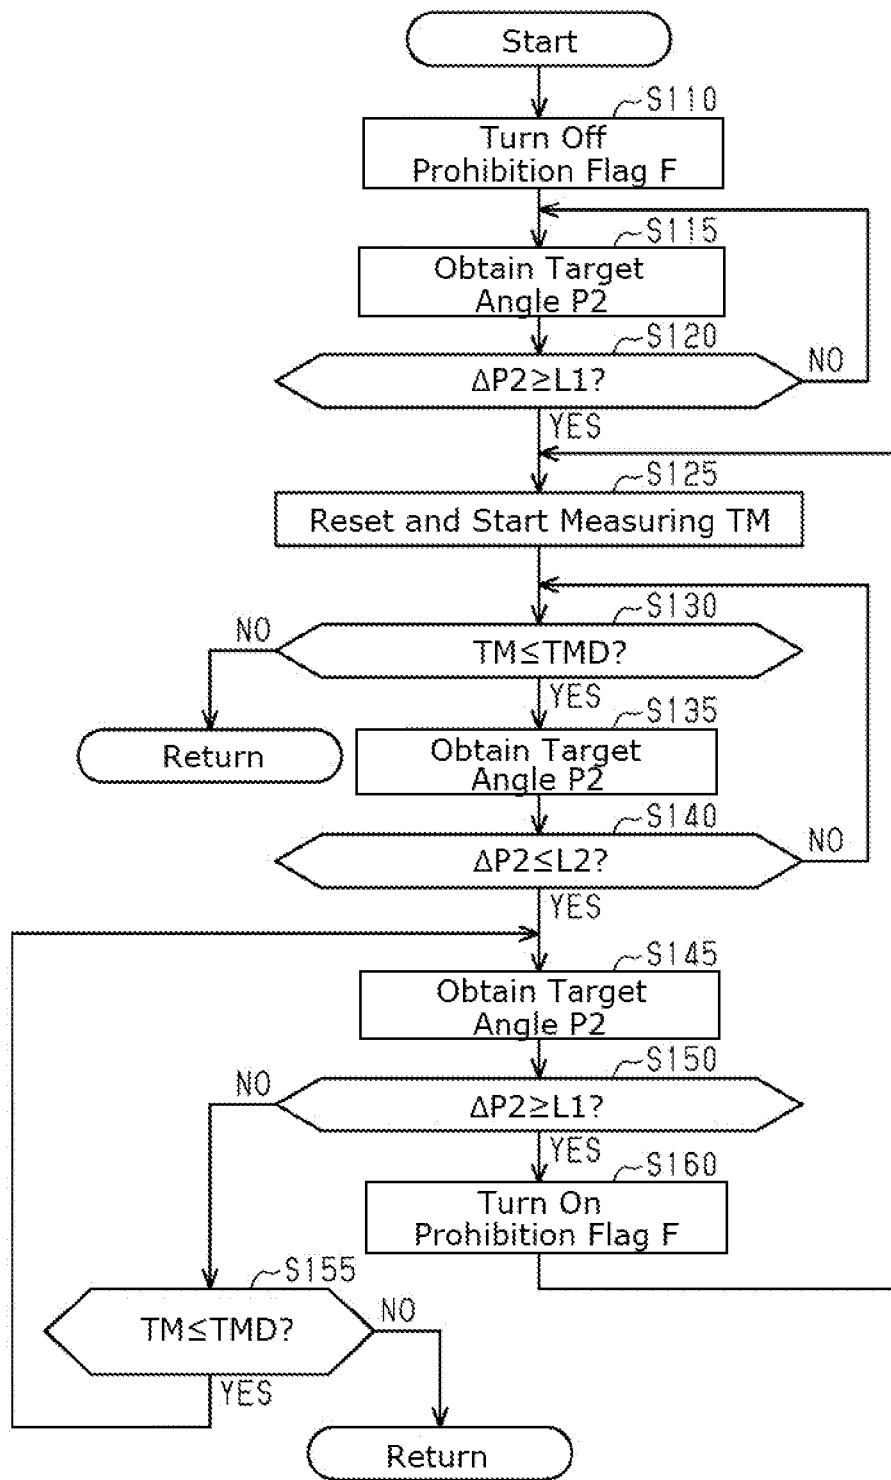 Start
S110
Turn Off
Prohibition Flag F
S115
Obtain Target
Angle P2
S120
ΔP2≥L1?
NO
YES
S125
Reset and Start Measuring TM
S130
NO
TM≦TMD?
YES
S135
Return
Obtain Target
Angle P2
S140
ΔP2≤L2?
NO
YES
S145
Obtain Target
Angle P2
S150
NO
ΔP2≥L1?
YES
S160
Turn On
Prohibition Flag F
S155
TM≦TMD?
NO
YES
Return